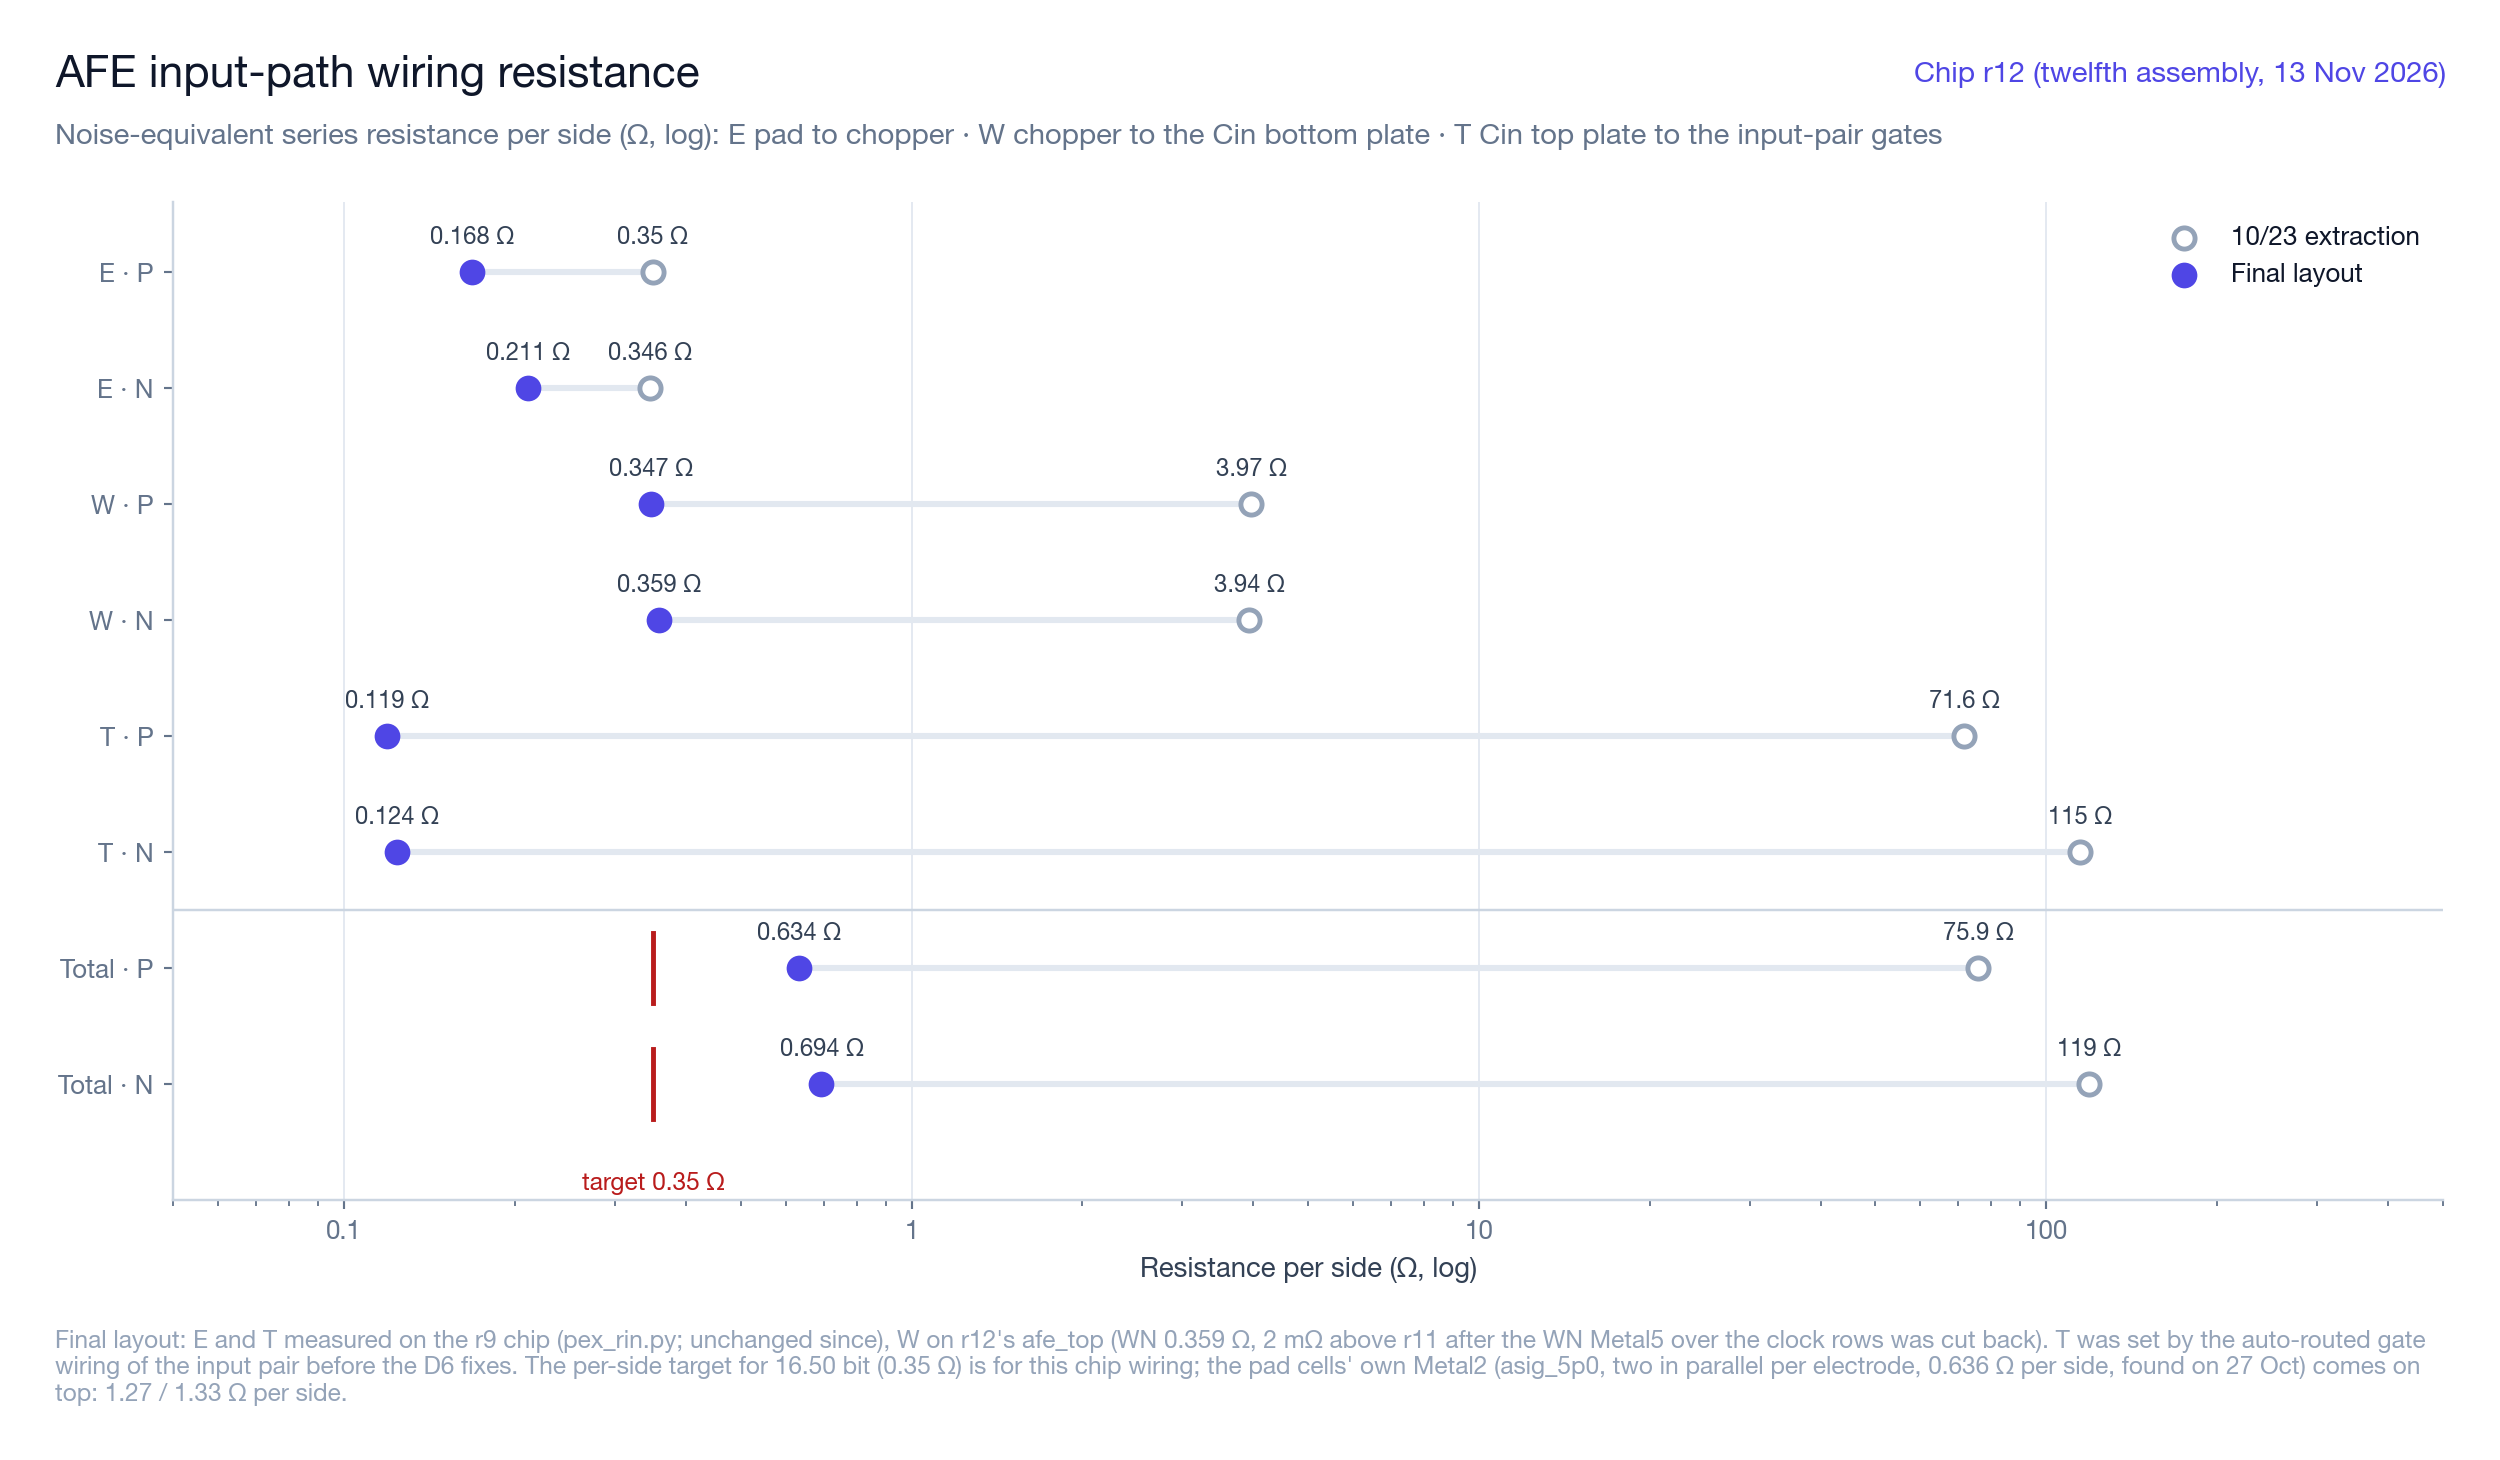 AFE input-path wiring resistance
Chip r12 (twelfth assembly, 13 Nov 2026)
Noise-equivalent series resistance per side (Ω, log): E pad to chopper · W chopper to the Cin bottom plate · T Cin top plate to the input-pair gates
10/23 extraction
Final layout
E · P
0.168 Ω
0.35 Ω
E · N
0.211 Ω
0.346 Ω
W · P
0.347 Ω
3.97 Ω
W · N
0.359 Ω
3.94 Ω
T · P
0.119 Ω
71.6 Ω
T · N
0.124 Ω
115 Ω
Total · P
0.634 Ω
75.9 Ω
Total · N
0.694 Ω
119 Ω
target 0.35 Ω
0.1
1
10
100
Resistance per side (Ω, log)
Final layout: E and T measured on the r9 chip (pex_rin.py; unchanged since), W on r12's afe_top (WN 0.359 Ω, 2 mΩ above r11 after the WN Metal5 over the clock rows was cut back). T was set by the auto-routed gate
wiring of the input pair before the D6 fixes. The per-side target for 16.50 bit (0.35 Ω) is for this chip wiring; the pad cells' own Metal2 (asig_5p0, two in parallel per electrode, 0.636 Ω per side, found on 27 Oct) comes on
top: 1.27 / 1.33 Ω per side.